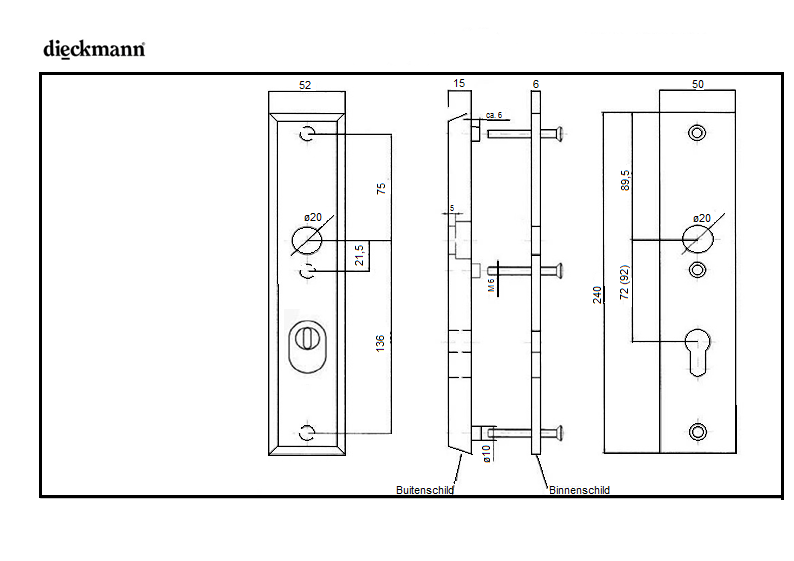 dieckmann
52
15
6
50
ca. 6
75
89,5
5
ø20
ø20
21,5
M 6
72 (92)
240
136
ø10
Buitenschild
Binnenschild